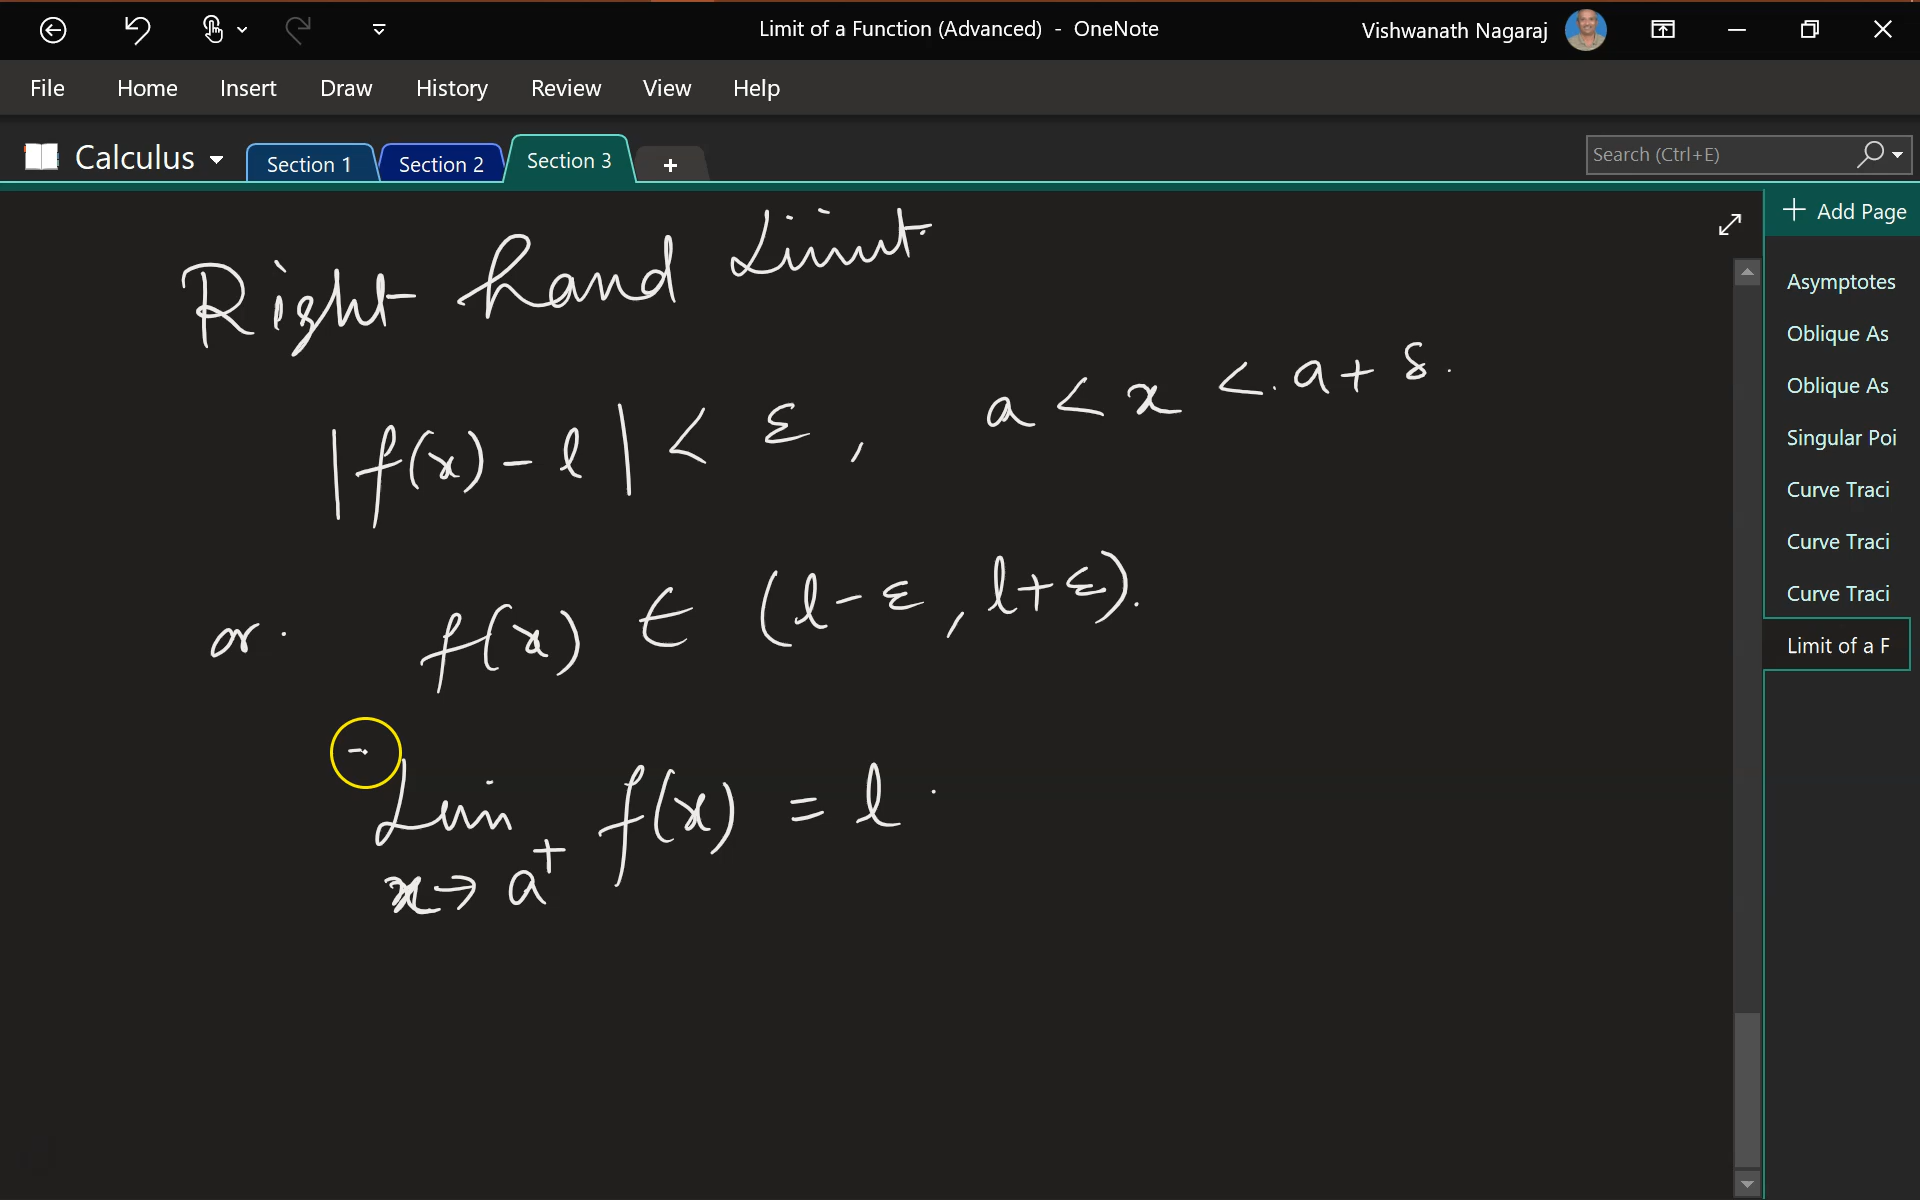 Limit of a Function (Advanced) - OneNote
Vishwanath Nagaraj
File Home Insert Draw History Review View Help
Calculus Section 1 Section 2 Section 3 +
Search (Ctrl+E)
+ Add Page
Asymptotes
Oblique As
Oblique As
Singular Poi
Curve Traci
Curve Traci
Curve Traci
Limit of a F
Right hand Limit
|f(x) - l| < ε, a < x < a + δ.
or. f(x) ∈ (l - ε, l + ε).
Lim f(x) = l.
x → a⁺